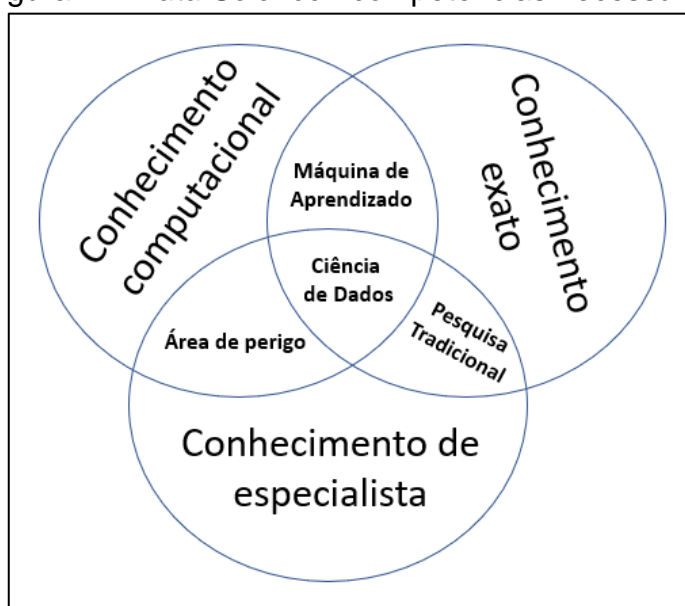 Conhecimento
computacional
Conhecimento
exato
Máquina de
Aprendizado
Ciência
de Dados
Pesquisa
Tradicional
Área de perigo
Conhecimento de
especialista